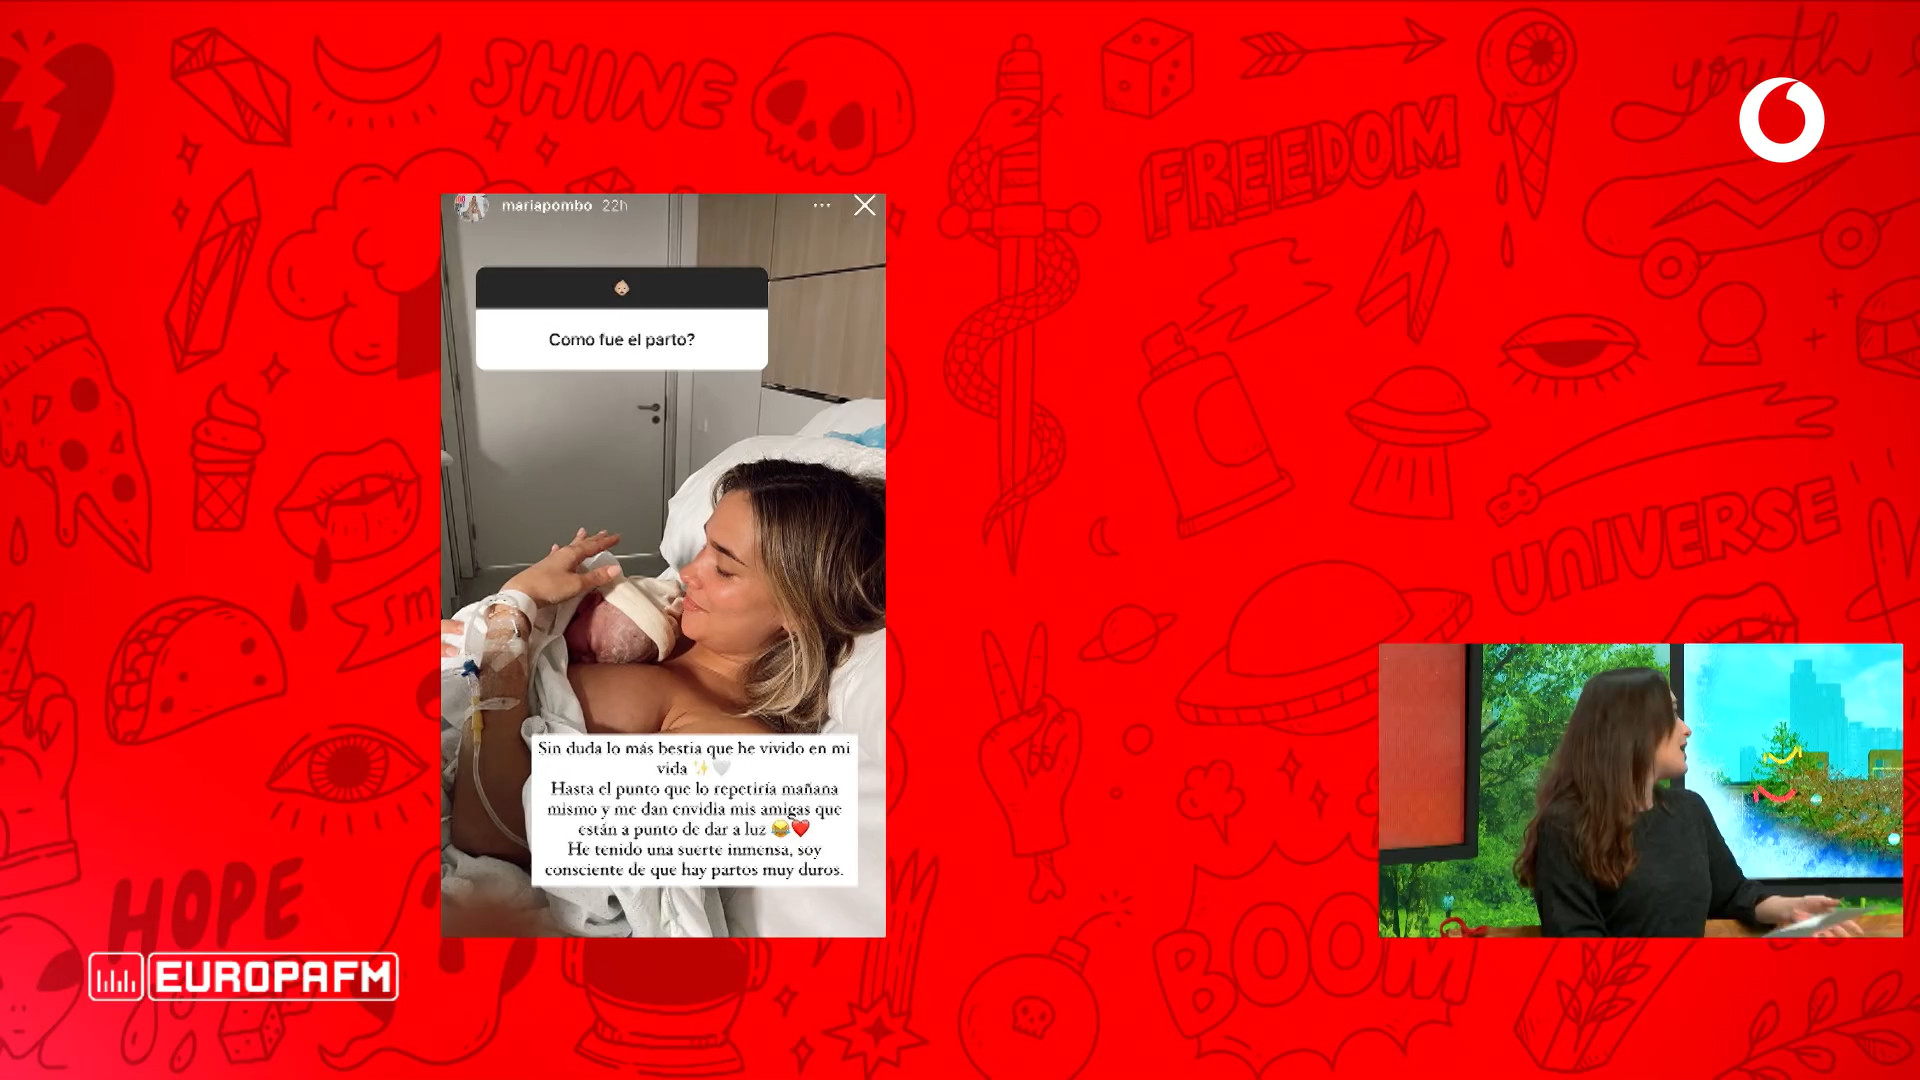 SHINE
FREEDOM
youth
mariapombo 22h
Como fue el parto?
UNIVERSE
Sin duda lo más bestia que he vivido en mi
vida
Hasta el punto que lo repetiría mañana
mismo y me dan envidia mis amigas que
están a punto de dar a luz
He tenido una suerte inmensa, soy
consciente de que hay partos muy duros.
HOPE
BOOM
EUROPAFM